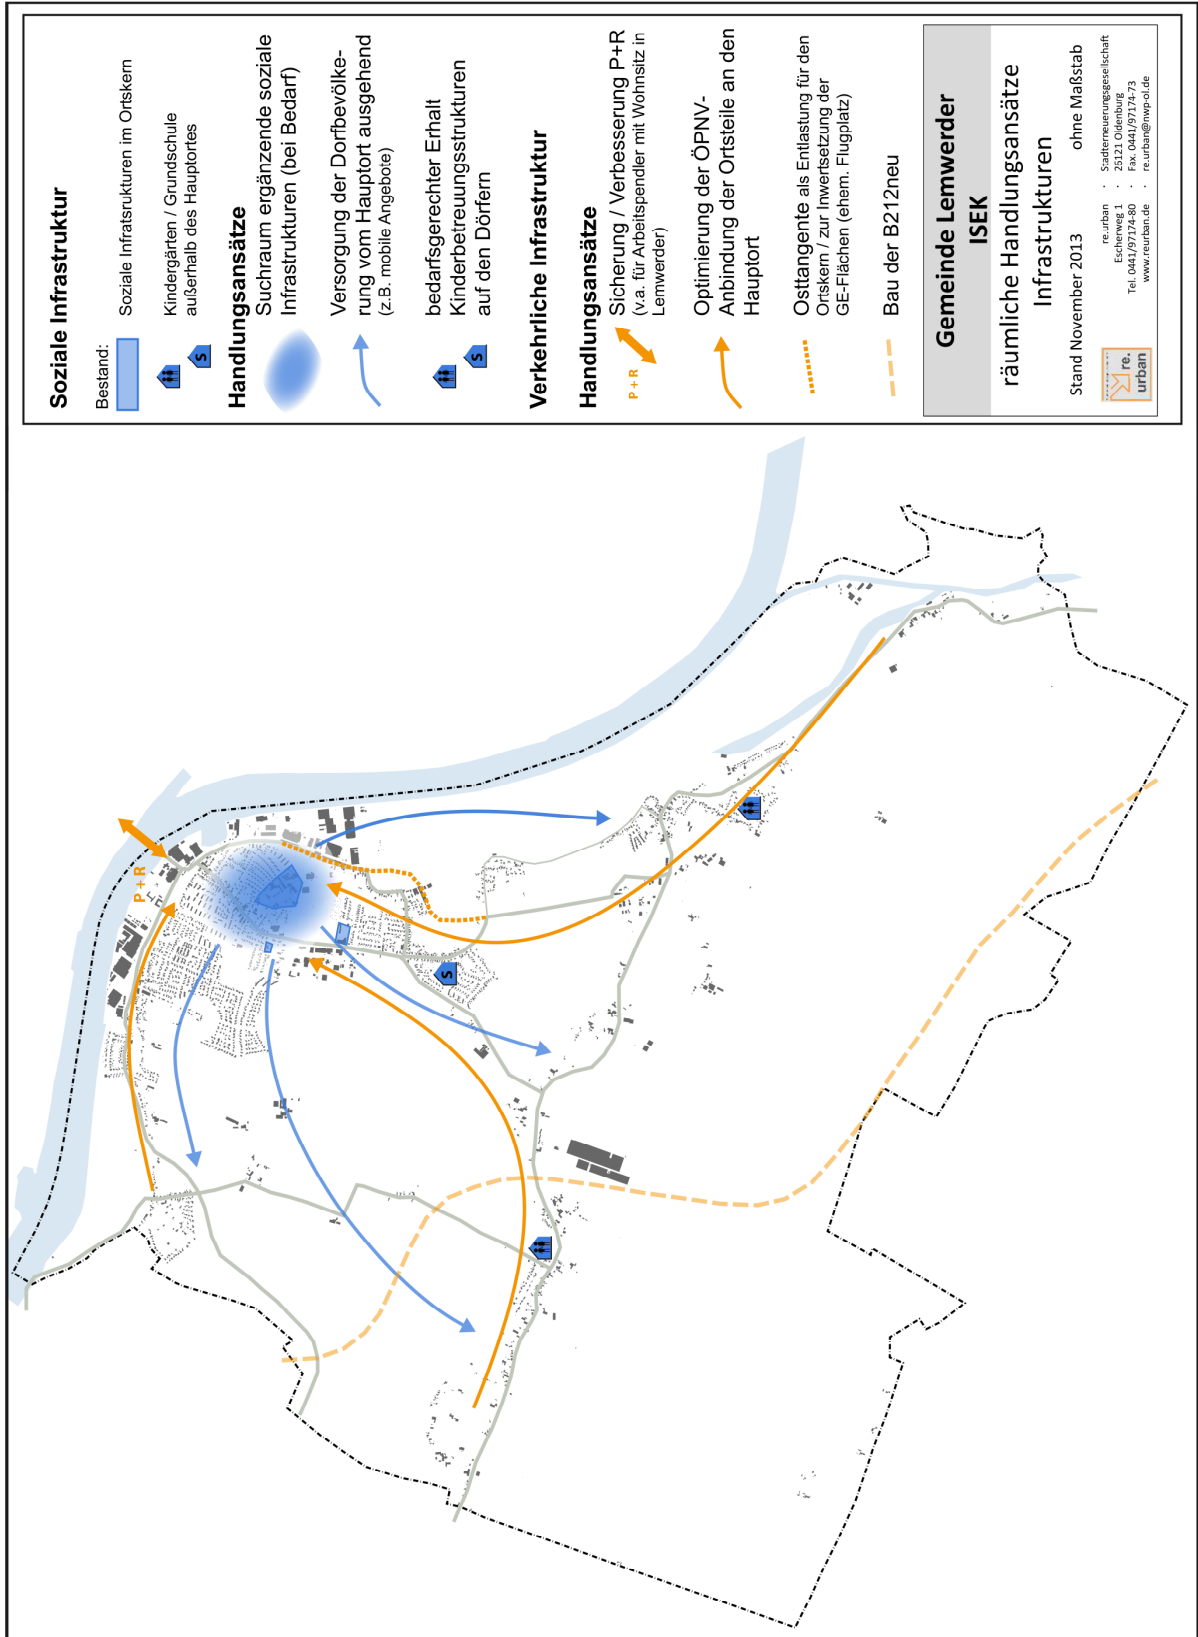 Soziale Infrastruktur
Bestand:
Soziale Infratsrukturen im Ortskern
Kindergärten / Grundschule
außerhalb des Hauptortes
S
Handlungsansätze
Suchraum ergänzende soziale
Infrastrukturen (bei Bedarf)
Versorgung der Dorfbevölke-
rung vom Hauptort ausgehend
(z.B. mobile Angebote)
bedarfsgerechter Erhalt
Kinderbetreuungsstrukturen
auf den Dörfern
S
Verkehrliche Infrastruktur
Handlungsansätze
P + R
Sicherung / Verbesserung P+R
(v.a. für Arbeitspendler mit Wohnsitz in
Lemwerder)
Optimierung der ÖPNV-
Anbindung der Ortsteile an den
Hauptort
Osttangente als Entlastung für den
Ortskern / zur Inwertsetzung der
GE-Flächen (ehem. Flugplatz)
Bau der B212neu
Gemeinde Lemwerder
ISEK
räumliche Handlungsansätze
Infrastrukturen
Stand November 2013 ohne Maßstab
re.urban
re.urban · Stadterneuerungsgesellschaft
Escherweg 1 · 26121 Oldenburg
Tel. 0441/97174-80 · Fax. 0441/97174-73
www.reurban.de · re.urban@nwp-ol.de
P + R
S